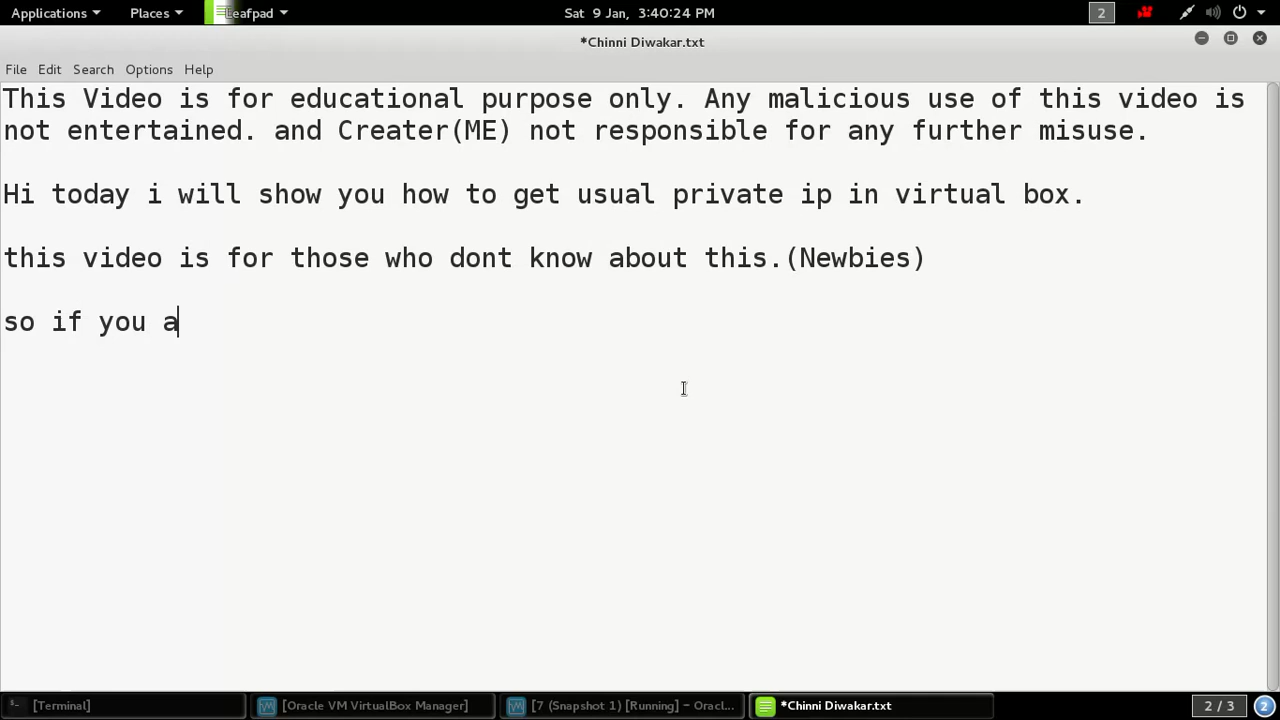 Applications Places Leafpad Sat 9 Jan, 3:40:24 PM 2
*Chinni Diwakar.txt
File Edit Search Options Help
This Video is for educational purpose only. Any malicious use of this video is
not entertained. and Creater(ME) not responsible for any further misuse.
Hi today i will show you how to get usual private ip in virtual box.
this video is for those who dont know about this.(Newbies)
so if you a
[Terminal] [Oracle VM VirtualBox Manager] [7 (Snapshot 1) [Running] – Oracl... *Chinni Diwakar.txt 2 / 3 2